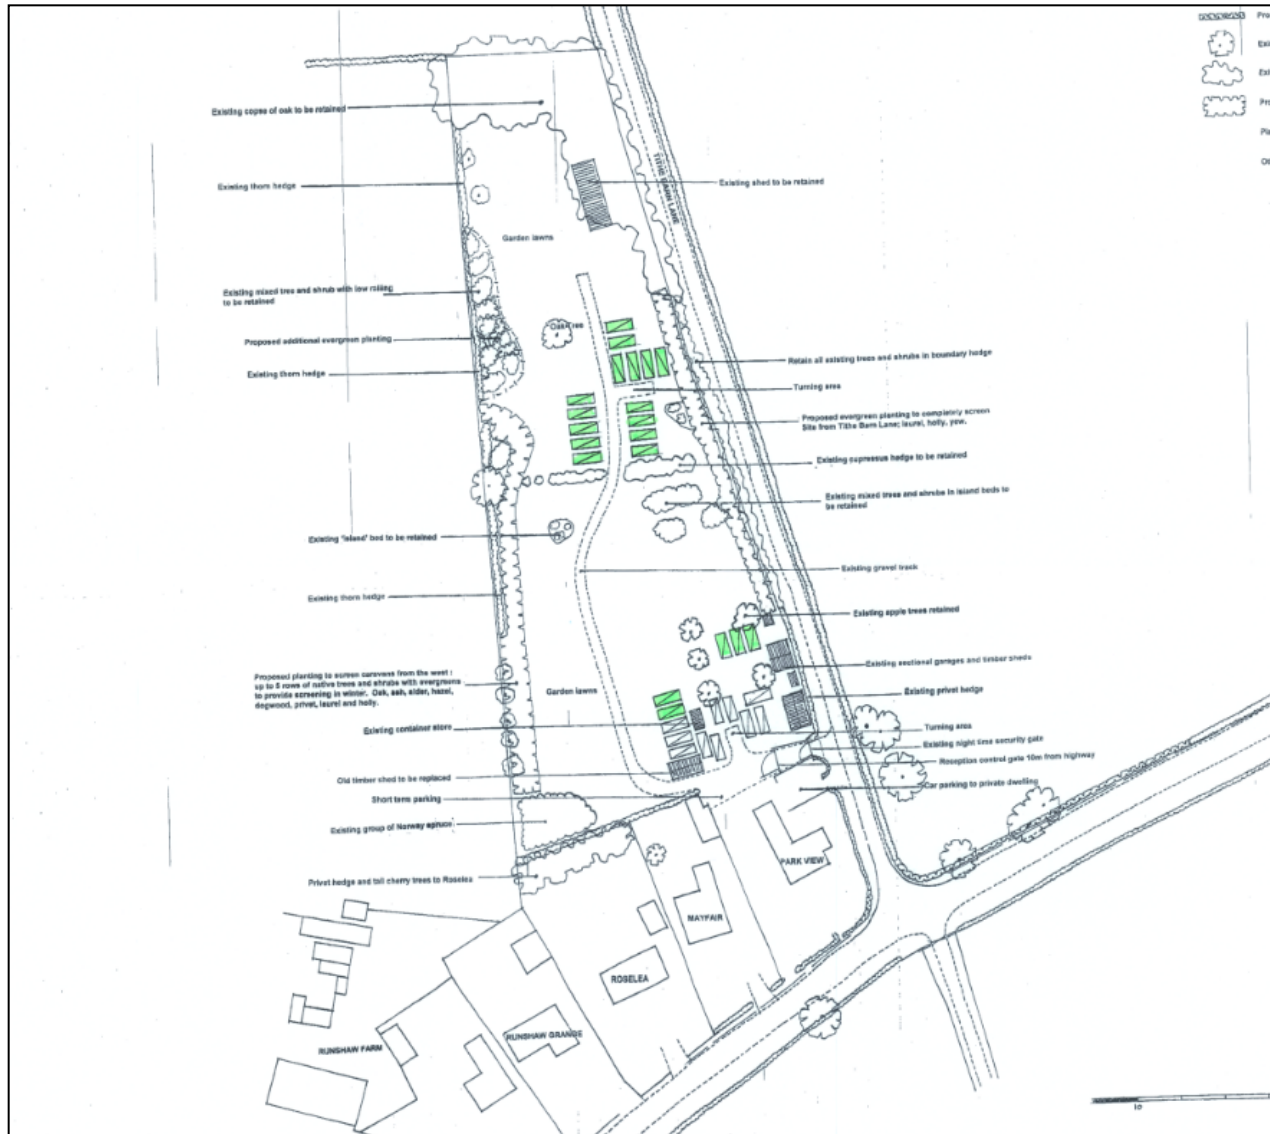 Pro
Exi
Exi
Pro
Pla
Existing copse of oak to be retained
TITHE BARN LANE
Existing thorn hedge
Existing shed to be retained
Garden lawns
Existing mixed tree and shrub with low railing
to be retained
Oak Tree
Proposed additional evergreen planting
Retain all existing trees and shrubs in boundary hedge
Existing thorn hedge
Turning area
Proposed evergreen planting to completely screen
Site from Tithe Barn Lane; laurel, holly, yew.
Existing cupressus hedge to be retained
Existing mixed trees and shrubs in island beds to
be retained
Existing 'island' bed to be retained
Existing gravel track
Existing thorn hedge
Existing apple trees retained
Existing sectional garages and timber sheds
Proposed planting to screen caravans from the west :
up to 5 rows of native trees and shrubs with evergreens
to provide screening in winter. Oak, ash, alder, hazel,
dogwood, privet, laurel and holly.
Garden lawns
Existing privet hedge
Existing container store
Turning area
Existing night time security gate
Reception control gate 10m from highway
Old timber shed to be replaced
Car parking to private dwelling
Short term parking
Existing group of Norway spruce
PARK VIEW
Privet hedge and tall cherry trees to Roselea
MAYFAIR
ROSELEA
RUNSHAW GRANGE
RUNSHAW FARM
10